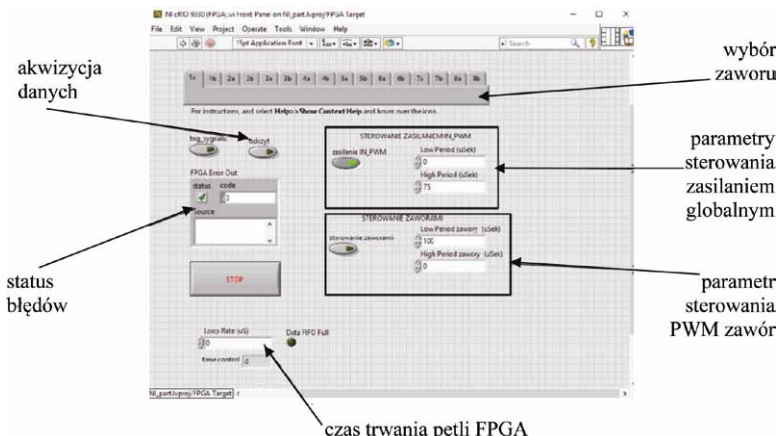 NI cRIO 9030 (FPGA).vi Front Panel on NI_part.lvproj/FPGA Target
File Edit View Project Operate Tools Window Help
15pt Application Font
Search
akwizycja
danych
wybór
zaworu
1a 1b 2a 2b 3a 3b 4a 4b 5a 5b 6a 6b 7a 7b 8a 8b
For instructions, and select Help>Show Context Help and hover over the icons.
log_sygnału
odczyt
STEROWANIE ZASILANIEM IN_PWM
zasilanie IN_PWM
Low Period (uSek)
0
High Period (uSek)
75
parametry
sterowania
zasilaniem
globalnym
FPGA Error Out
status code
0
source
STEROWANIE ZAWORAMI
sterowanie zaworami
Low Period zawory (uSek)
100
High Period zawory (uSek)
0
status
błędów
STOP
parametr
sterowania
PWM zawór
Loop Rate (uS)
0
Data FIFO Full
time control 0
NI_part.lvproj/FPGA Target
czas trwania petli FPGA